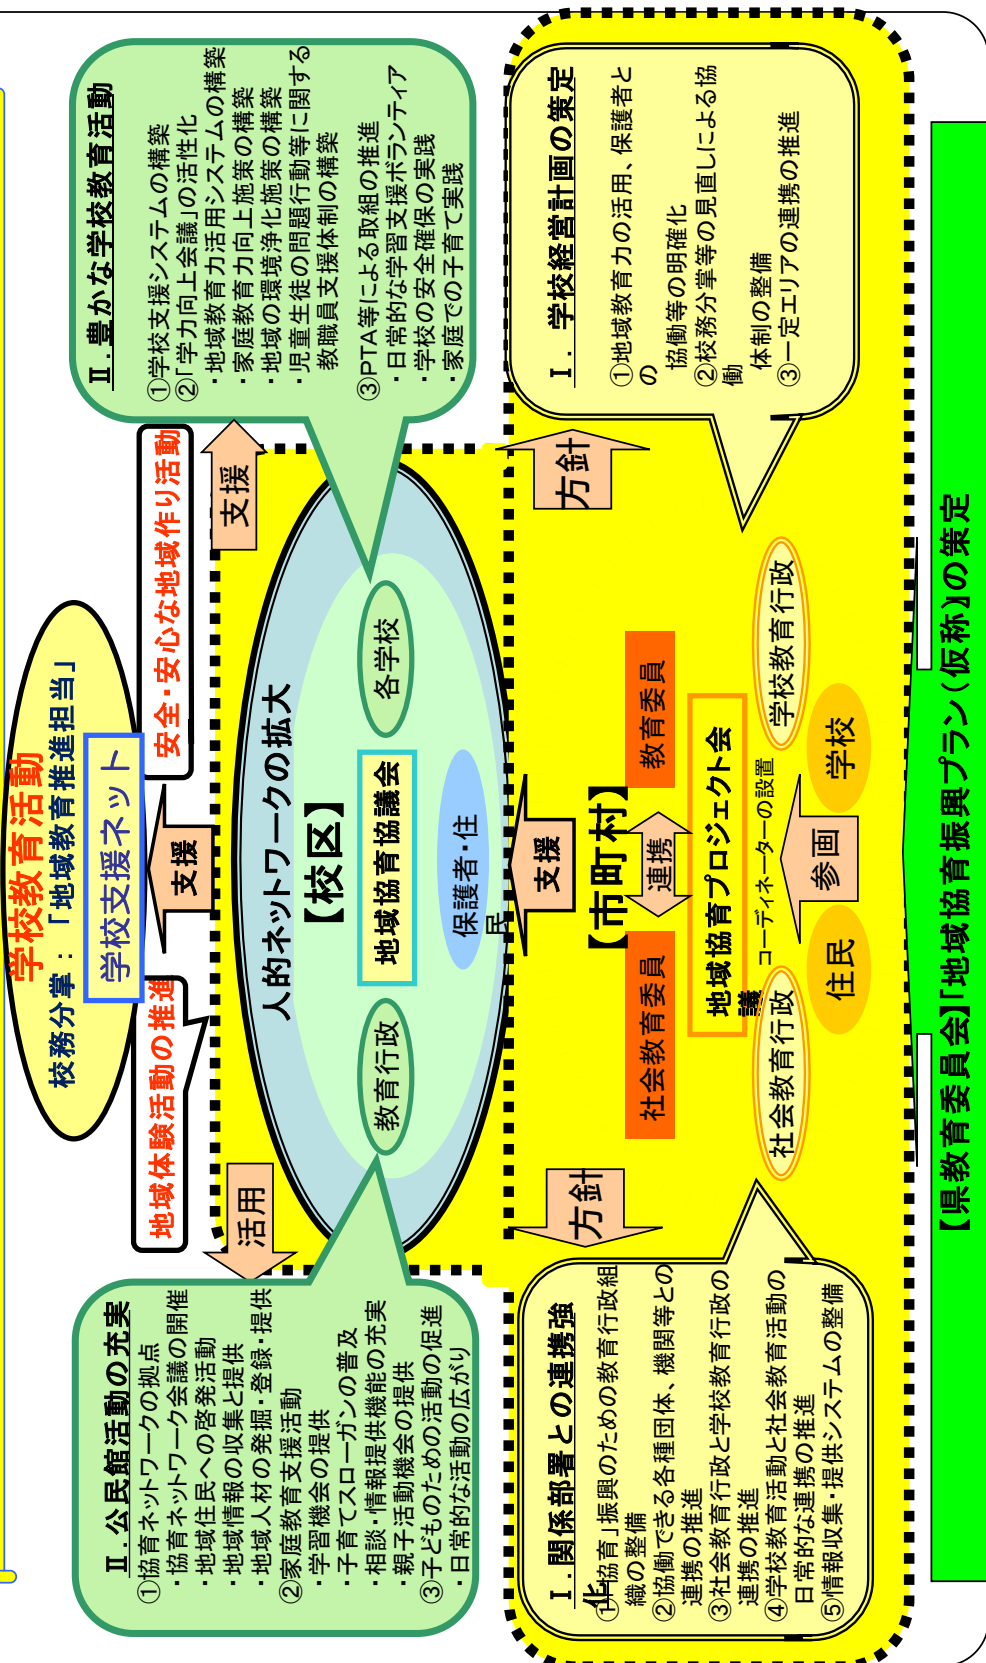 学校教育活動
校務分掌:「地域教育推進担当」
学校支援ネット
地域体験活動の推進
安全・安心な地域作り活動
支援
活用
支援
Ⅱ.公民館活動の充実
①協育ネットワークの拠点
・協育ネットワーク会議の開催
・地域住民への啓発活動
・地域情報の収集と提供
・地域人材の発掘・登録・提供
②家庭教育支援活動
・学習機会の提供
・子育てスローガンの普及
・相談・情報提供機能の充実
・親子活動機会の提供
③子どものための活動の促進
・日常的な活動の広がり
人的ネットワークの拡大
【校区】
教育行政
地域協育協議会
各学校
保護者・住
民
Ⅱ.豊かな学校教育活動
①学校支援システムの構築
②「学力向上会議」の活性化
・地域教育力活用システムの構築
・家庭教育力向上施策の構築
・地域の環境浄化施策の構築
・児童生徒の問題行動等に関する
教職員支援体制の構築
③PTA等による取組の推進
・日常的な学習支援ボランティア
・学校の安全確保の実践
・家庭での子育て実践
方針
支援
方針
Ⅰ.関係部署との連携強
化
①「協育」振興のための教育行政組
織の整備
②協働できる各種団体、機関等との
連携の推進
③社会教育行政と学校教育行政の
連携の推進
④学校教育活動と社会教育活動の
日常的な連携の推進
⑤情報収集・提供システムの整備
【市町村】
社会教育委員
連携
教育委員
地域協育プロジェクト会
議
コーディネーターの設置
社会教育行政
学校教育行政
住民
参画
学校
Ⅰ. 学校経営計画の策定
①地域教育力の活用、保護者と
の
協働等の明確化
②校務分掌等の見直しによる協
働
体制の整備
③一定エリアの連携の推進
【県教育委員会】「地域協育振興プラン(仮称)」の策定